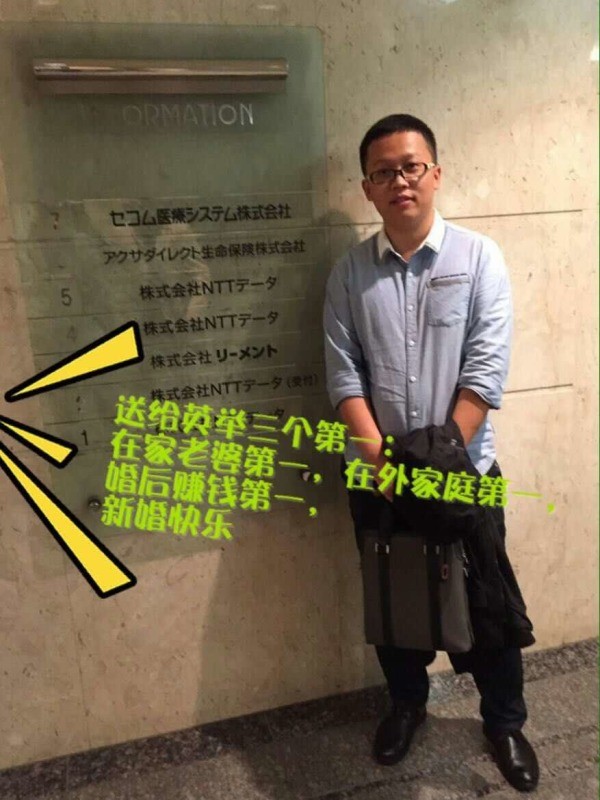 INFORMATION
セコム医療システム株式会社
アクサダイレクト生命保険株式会社
5 株式会社NTTデータ
株式会社NTTデータ
株式会社 リーメント
株式会社NTTデータ（受付）
1
送给英举三个第一：
在家老婆第一，在外家庭第一，
婚后赚钱第一，
新婚快乐